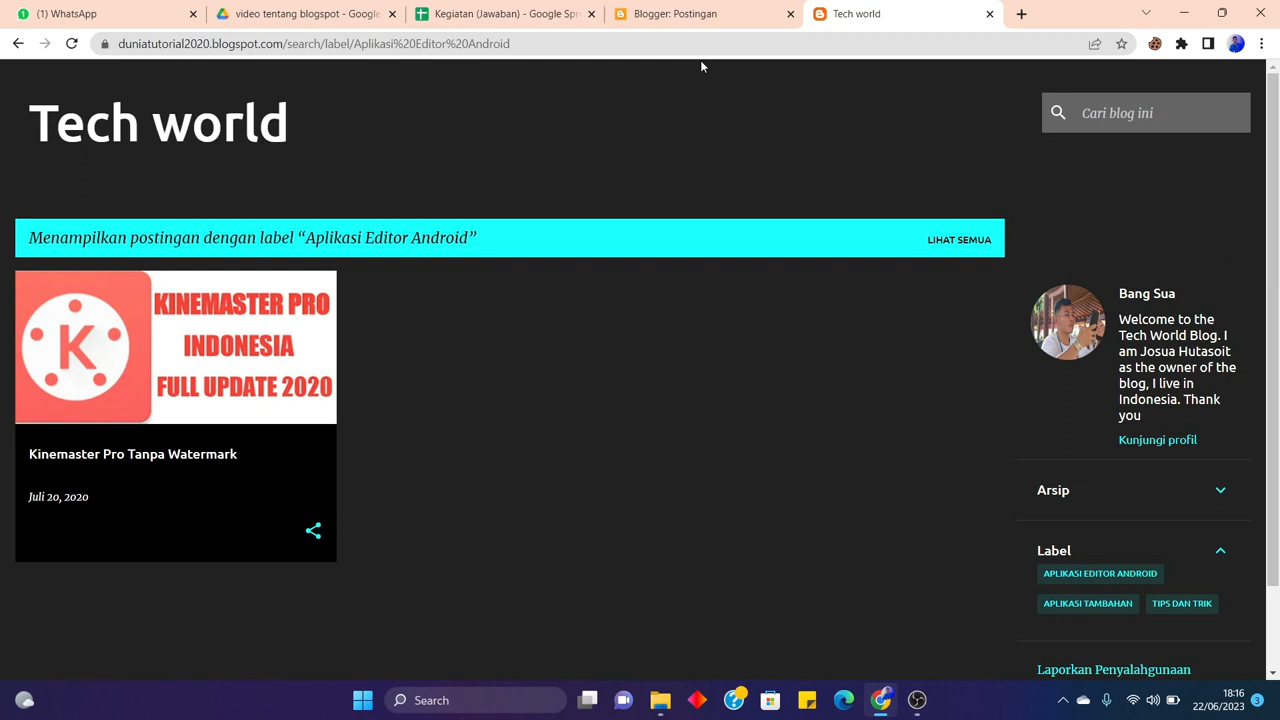 (1) WhatsApp
video tentang blogspot - Google
Kegiatan (Jawaban) - Google Spr
Blogger: Postingan
Tech world
duniatutorial2020.blogspot.com/search/label/Aplikasi%20Editor%20Android
Tech world
Cari blog ini
Menampilkan postingan dengan label “Aplikasi Editor Android”
LIHAT SEMUA
K
KINEMASTER PRO
INDONESIA
FULL UPDATE 2020
Kinemaster Pro Tanpa Watermark
Juli 20, 2020
Bang Sua
Welcome to the
Tech World Blog. I
am Josua Hutasoit
as the owner of the
blog, I live in
Indonesia. Thank
you
Kunjungi profil
Arsip
Label
APLIKASI EDITOR ANDROID
APLIKASI TAMBAHAN
TIPS DAN TRIK
Laporkan Penyalahgunaan
Search
18:16
22/06/2023
3